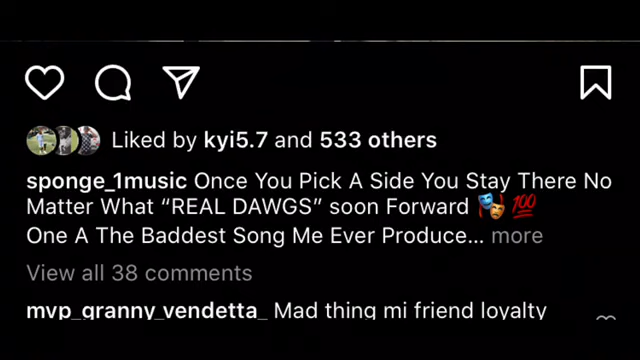 Liked by kyi5.7 and 533 others
sponge_1music Once You Pick A Side You Stay There No
Matter What “REAL DAWGS” soon Forward 🎭 💯
One A The Baddest Song Me Ever Produce... more
View all 38 comments
mvp_granny_vendetta_ Mad thing mi friend loyalty